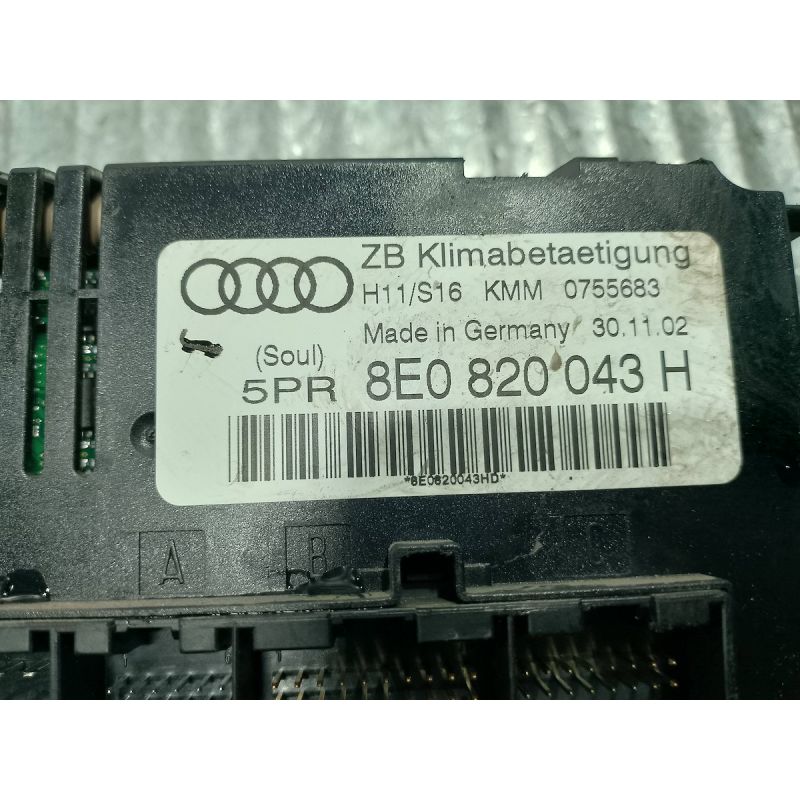 ZB Klimabetaetigung
H11/S16 KMM 0755683
Made in Germany 30.11.02
(Soul)
5PR 8E0 820 043 H
*8E0820043HD*
A B C